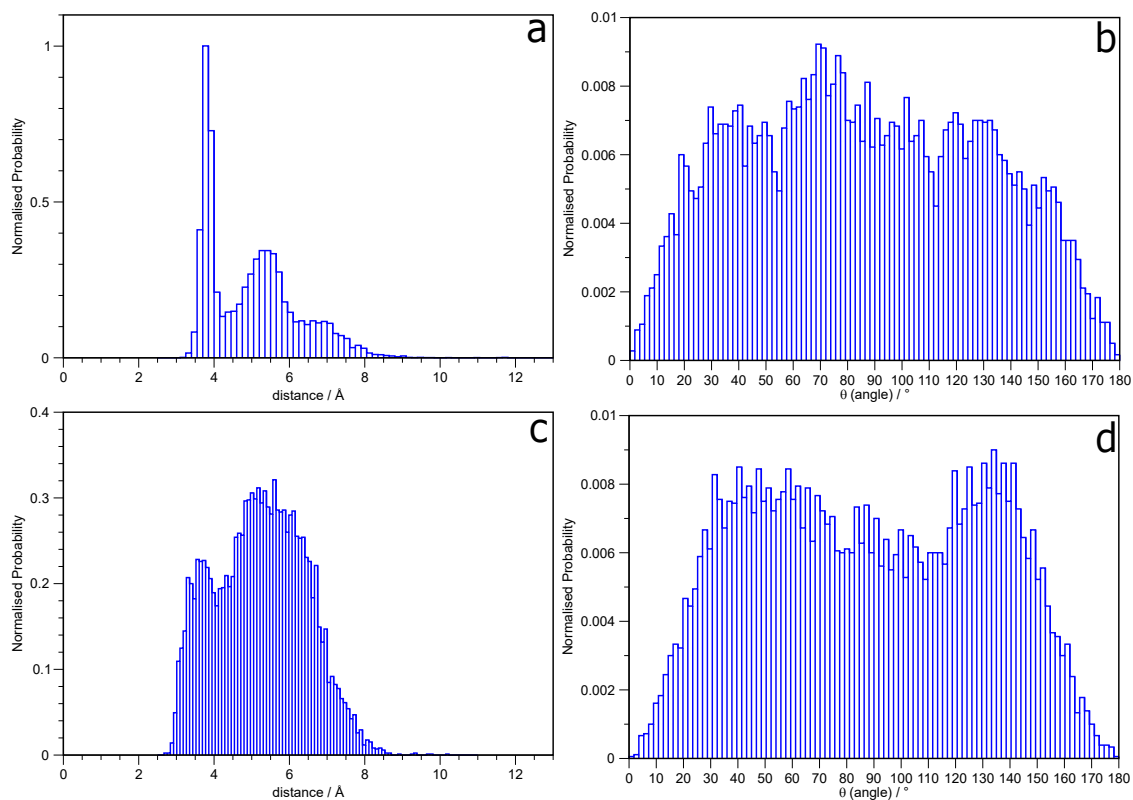 a
1
0.5
0
Normalised Probability
0 2 4 6 8 10 12
distance / Å
b
0.01
0.008
0.006
0.004
0.002
0
Normalised Probability
0 10 20 30 40 50 60 70 80 90 100 110 120 130 140 150 160 170 180
θ (angle) / °
c
0.4
0.3
0.2
0.1
0
Normalised Probability
0 2 4 6 8 10 12
distance / Å
d
0.01
0.008
0.006
0.004
0.002
0
Normalised Probability
0 10 20 30 40 50 60 70 80 90 100 110 120 130 140 150 160 170 180
θ (angle) / °